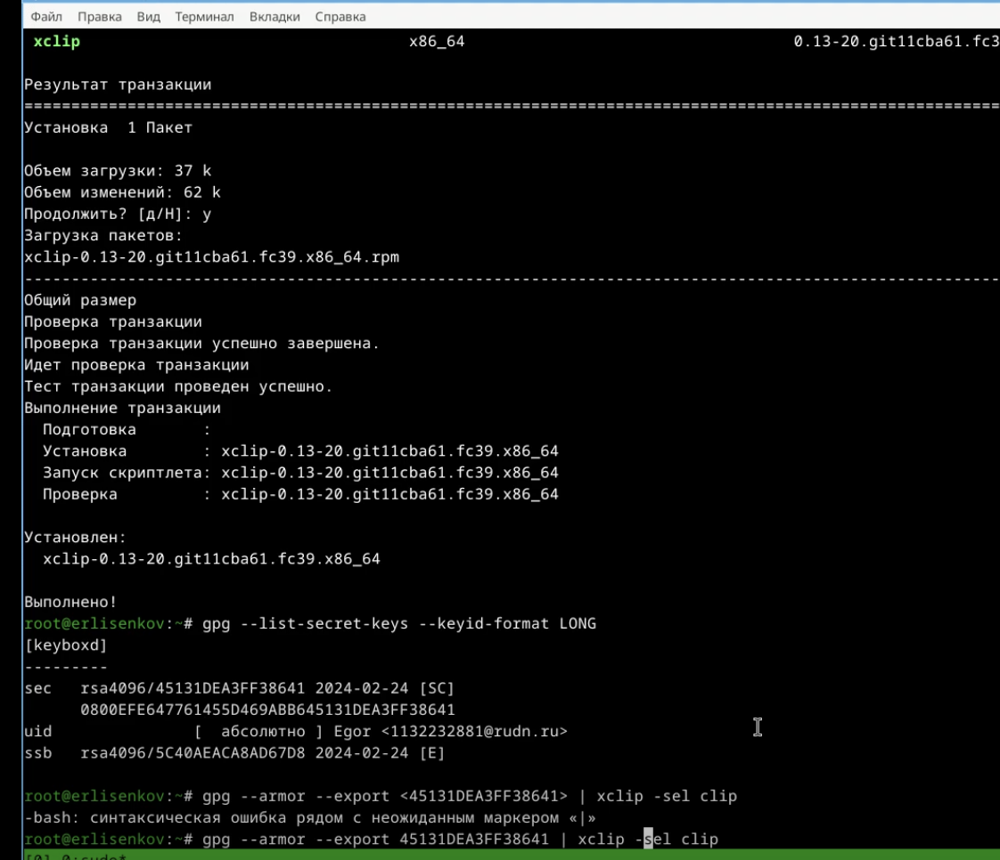 Файл Правка Вид Терминал Вкладки Справка
xclip x86_64 0.13-20.git11cba61.fc3
Результат транзакции
================================================================================
Установка 1 Пакет
Объем загрузки: 37 k
Объем изменений: 62 k
Продолжить? [д/Н]: y
Загрузка пакетов:
xclip-0.13-20.git11cba61.fc39.x86_64.rpm
--------------------------------------------------------------------------------
Общий размер
Проверка транзакции
Проверка транзакции успешно завершена.
Идет проверка транзакции
Тест транзакции проведен успешно.
Выполнение транзакции
Подготовка :
Установка : xclip-0.13-20.git11cba61.fc39.x86_64
Запуск скриптлета: xclip-0.13-20.git11cba61.fc39.x86_64
Проверка : xclip-0.13-20.git11cba61.fc39.x86_64
Установлен:
xclip-0.13-20.git11cba61.fc39.x86_64
Выполнено!
root@erlisenkov:~# gpg --list-secret-keys --keyid-format LONG
[keyboxd]
---------
sec rsa4096/45131DEA3FF38641 2024-02-24 [SC]
0800EFE647761455D469ABB645131DEA3FF38641
uid [ абсолютно ] Egor <1132232881@rudn.ru>
ssb rsa4096/5C40AEACA8AD67D8 2024-02-24 [E]
root@erlisenkov:~# gpg --armor --export <45131DEA3FF38641> | xclip -sel clip
-bash: синтаксическая ошибка рядом с неожиданным маркером «|»
root@erlisenkov:~# gpg --armor --export 45131DEA3FF38641 | xclip -sel clip
[0] 0:sudo*